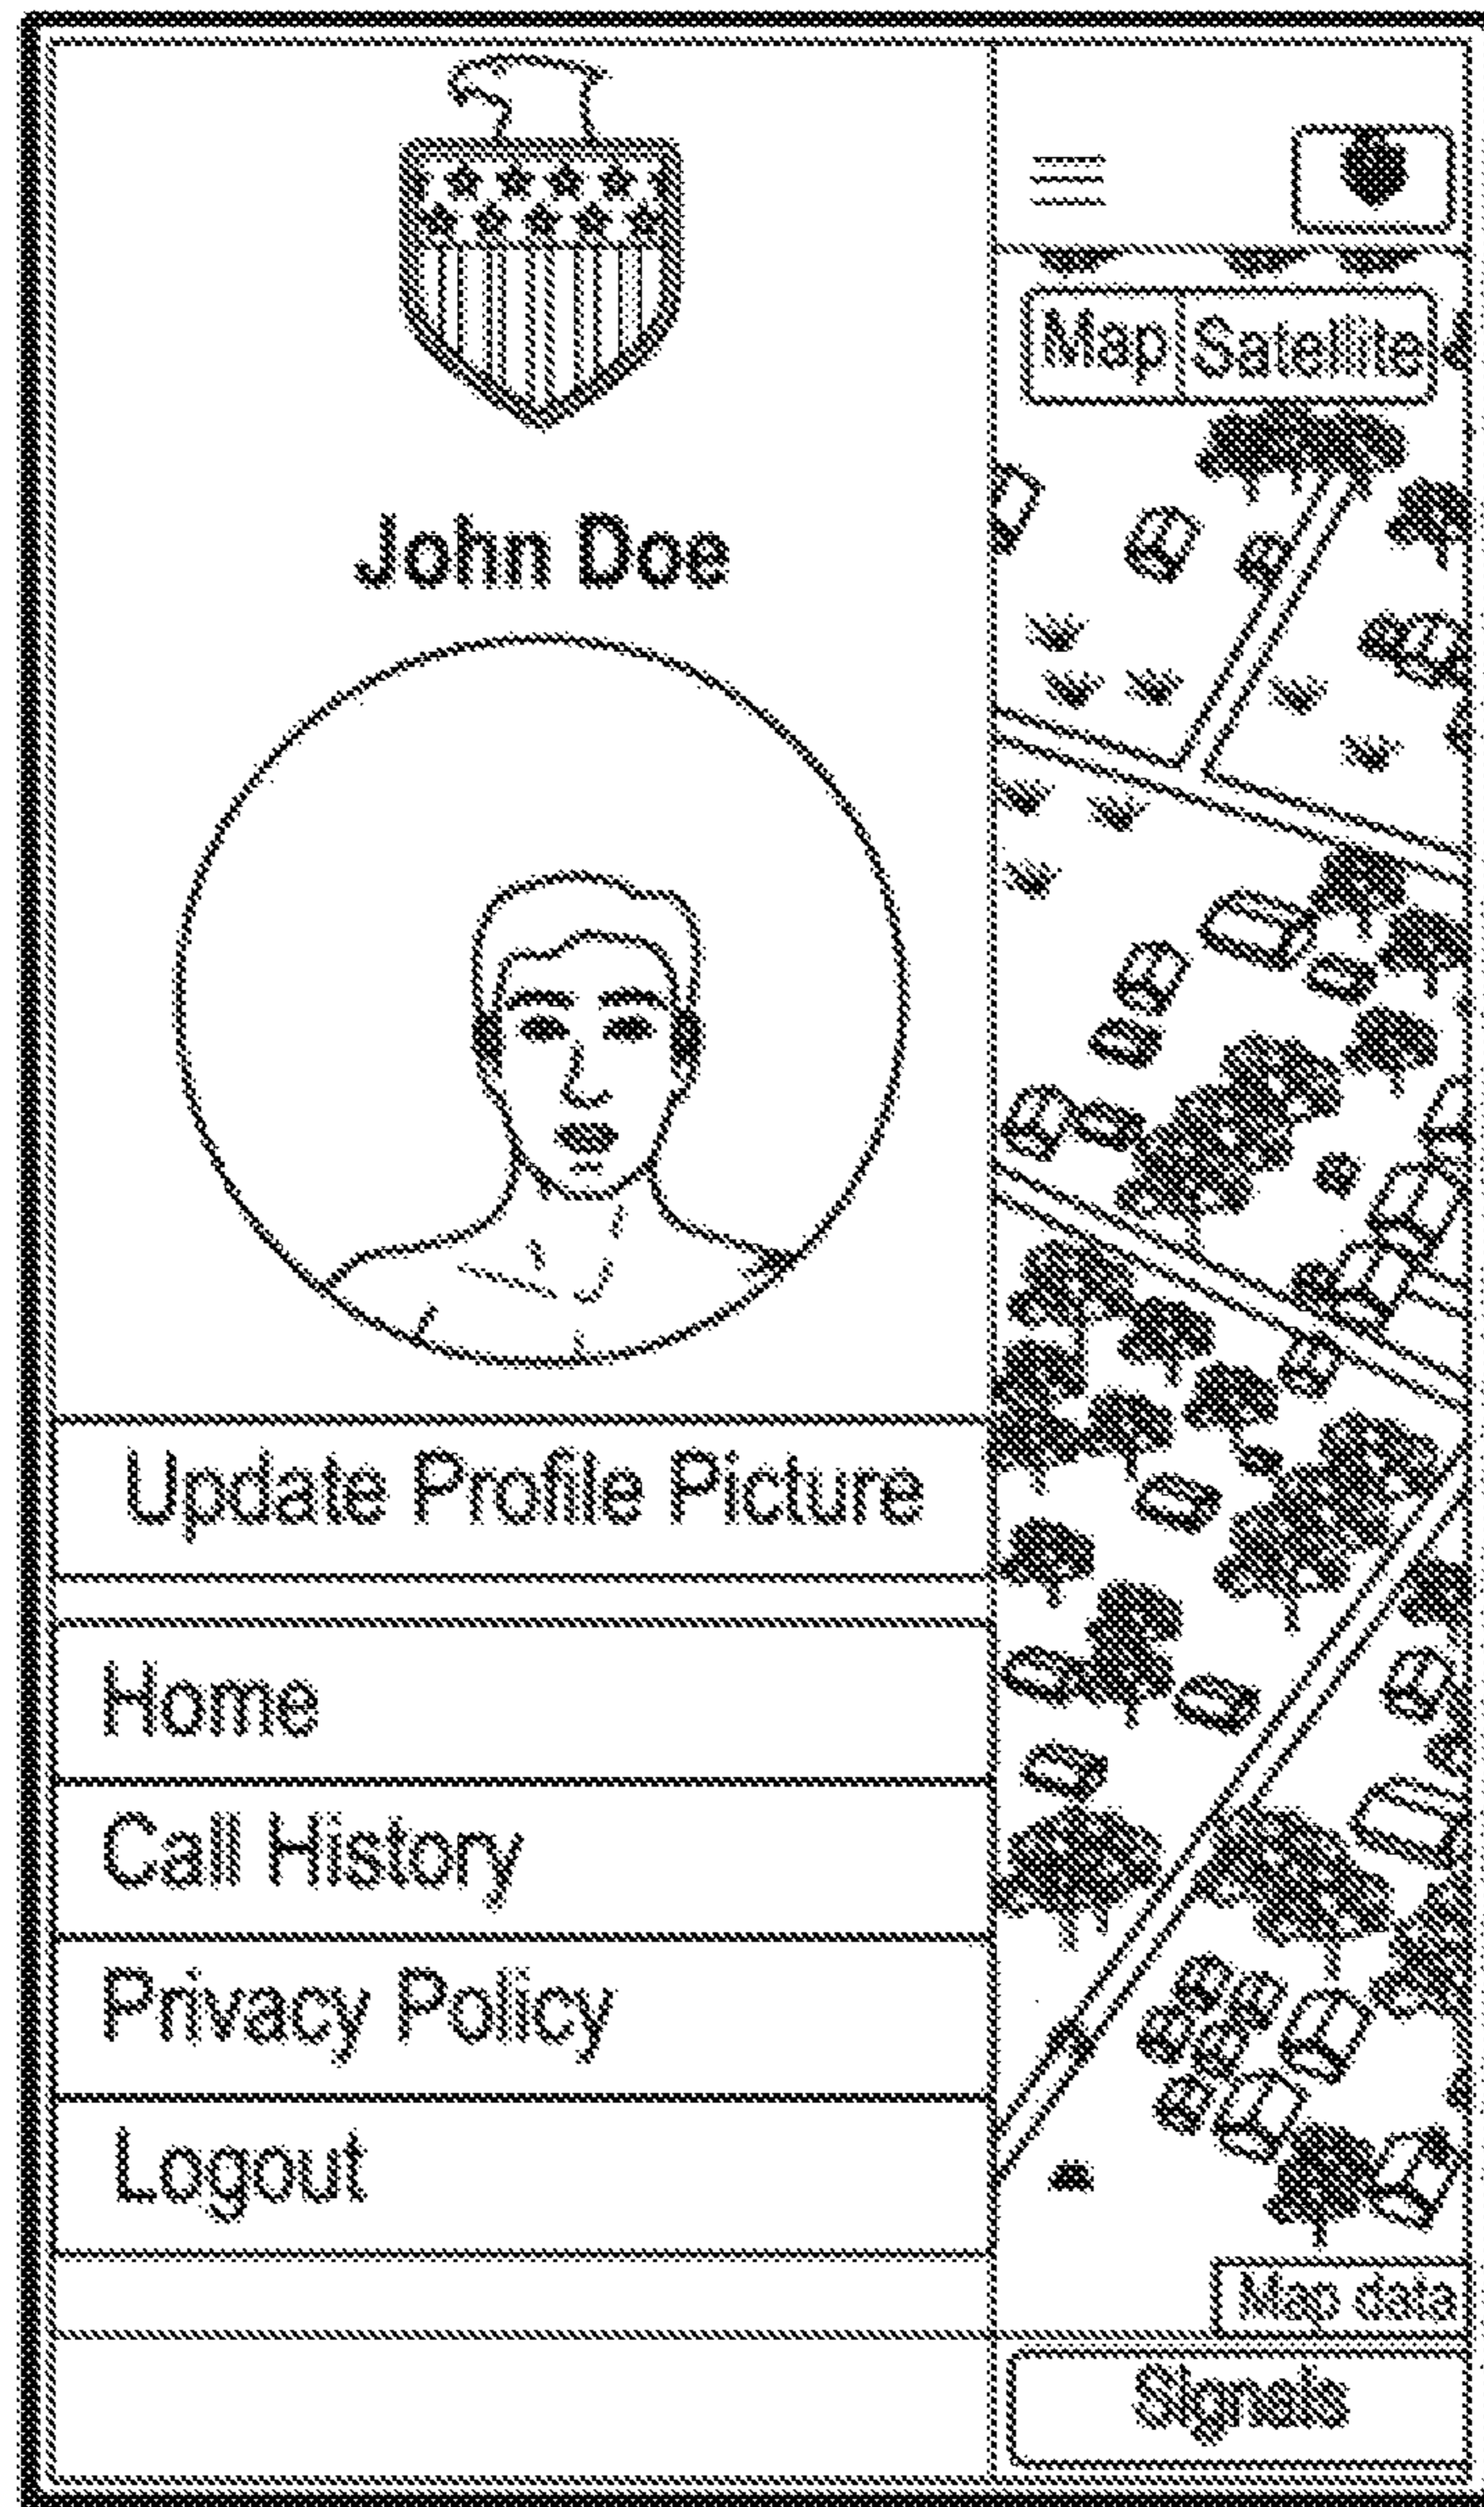 John Doe
Update Profile Picture
Home
Call History
Privacy Policy
Logout
Map Satellite
Map data
Signals